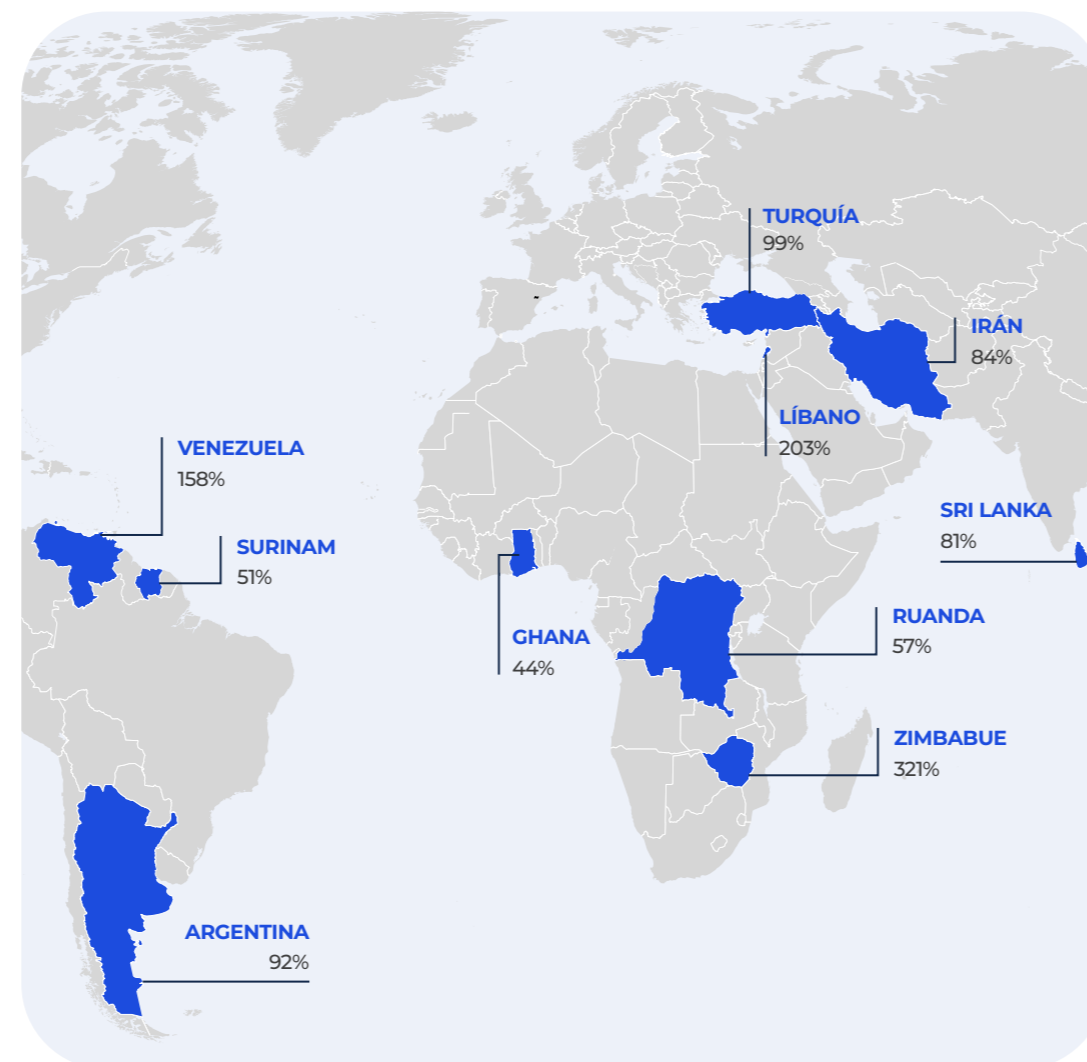 TURQUÍA
99%
IRÁN
84%
LÍBANO
203%
VENEZUELA
158%
SRI LANKA
81%
SURINAM
51%
RUANDA
57%
GHANA
44%
ZIMBABUE
321%
ARGENTINA
92%